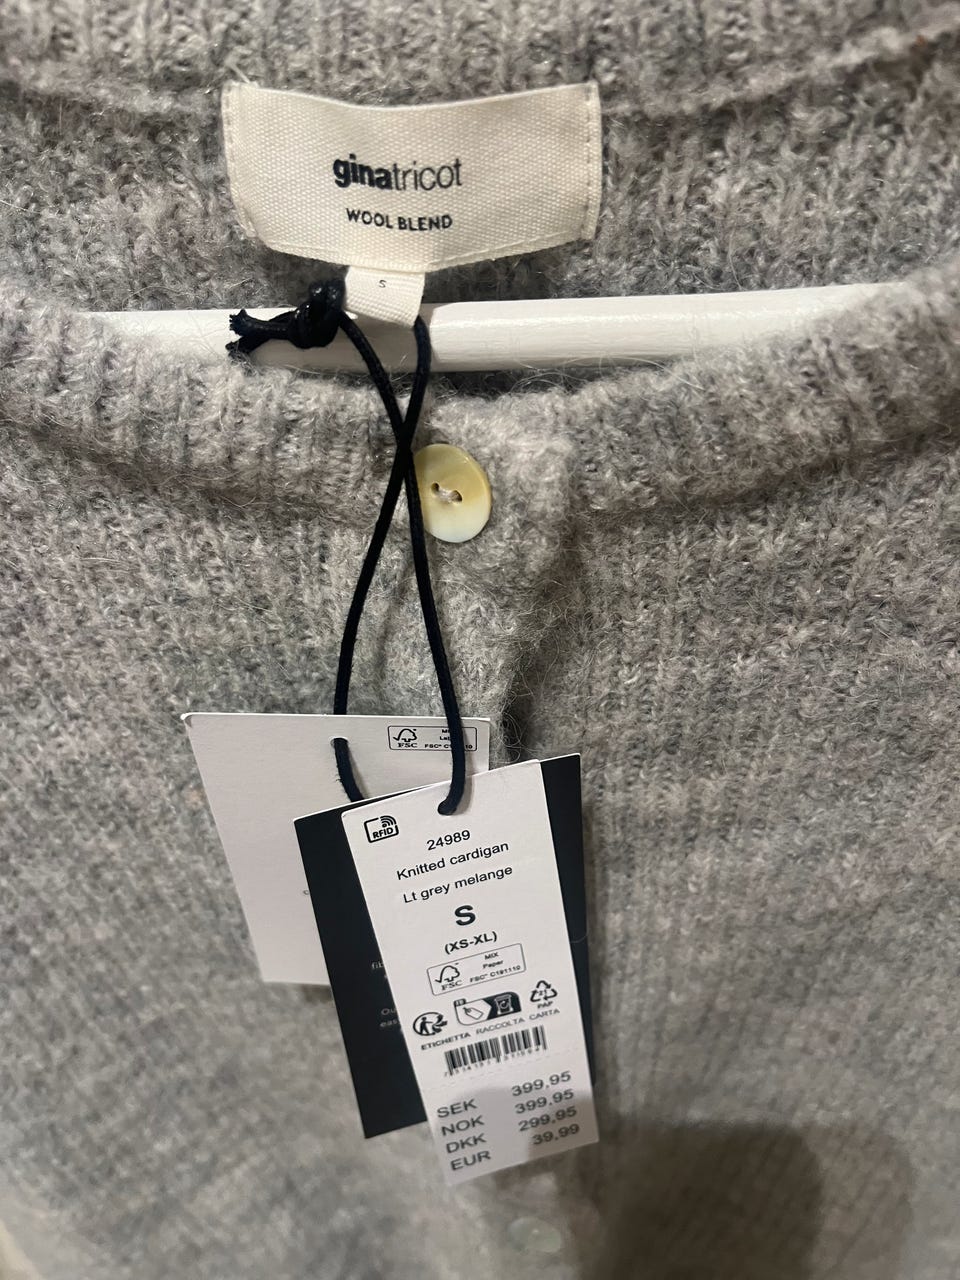 ginatricot
WOOL BLEND
S
FSC
RFID
24989
Knitted cardigan
Lt grey melange
S
(XS-XL)
FSC
MIX
Paper
FSC® C191110
PAP
ETICHETTA RACCOLTA CARTA
SEK 399,95
NOK 399,95
DKK 299,95
EUR 39,99